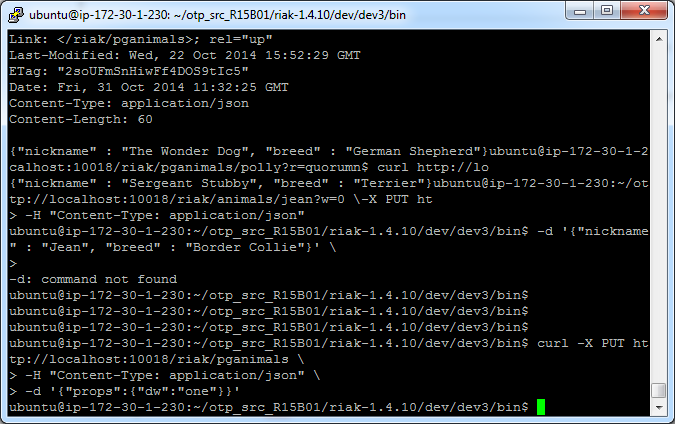 ubuntu@ip-172-30-1-230: ~/otp_src_R15B01/riak-1.4.10/dev/dev3/bin
Link: </riak/pganimals>; rel="up"
Last-Modified: Wed, 22 Oct 2014 15:52:29 GMT
ETag: "2soUFmSnHiwFf4DOS9tIc5"
Date: Fri, 31 Oct 2014 11:32:25 GMT
Content-Type: application/json
Content-Length: 60

{"nickname" : "The Wonder Dog", "breed" : "German Shepherd"}ubuntu@ip-172-30-1-2
calhost:10018/riak/pganimals/polly?r=quorumn$ curl http://lo
{"nickname" : "Sergeant Stubby", "breed" : "Terrier"}ubuntu@ip-172-30-1-230:~/ot
tp://localhost:10018/riak/animals/jean?w=0 \-X PUT ht
> -H "Content-Type: application/json"
ubuntu@ip-172-30-1-230:~/otp_src_R15B01/riak-1.4.10/dev/dev3/bin$ -d '{"nickname
" : "Jean", "breed" : "Border Collie"}' \
>
-d: command not found
ubuntu@ip-172-30-1-230:~/otp_src_R15B01/riak-1.4.10/dev/dev3/bin$
ubuntu@ip-172-30-1-230:~/otp_src_R15B01/riak-1.4.10/dev/dev3/bin$
ubuntu@ip-172-30-1-230:~/otp_src_R15B01/riak-1.4.10/dev/dev3/bin$
ubuntu@ip-172-30-1-230:~/otp_src_R15B01/riak-1.4.10/dev/dev3/bin$ curl -X PUT ht
tp://localhost:10018/riak/pganimals \
> -H "Content-Type: application/json" \
> -d '{"props":{"dw":"one"}}'
ubuntu@ip-172-30-1-230:~/otp_src_R15B01/riak-1.4.10/dev/dev3/bin$